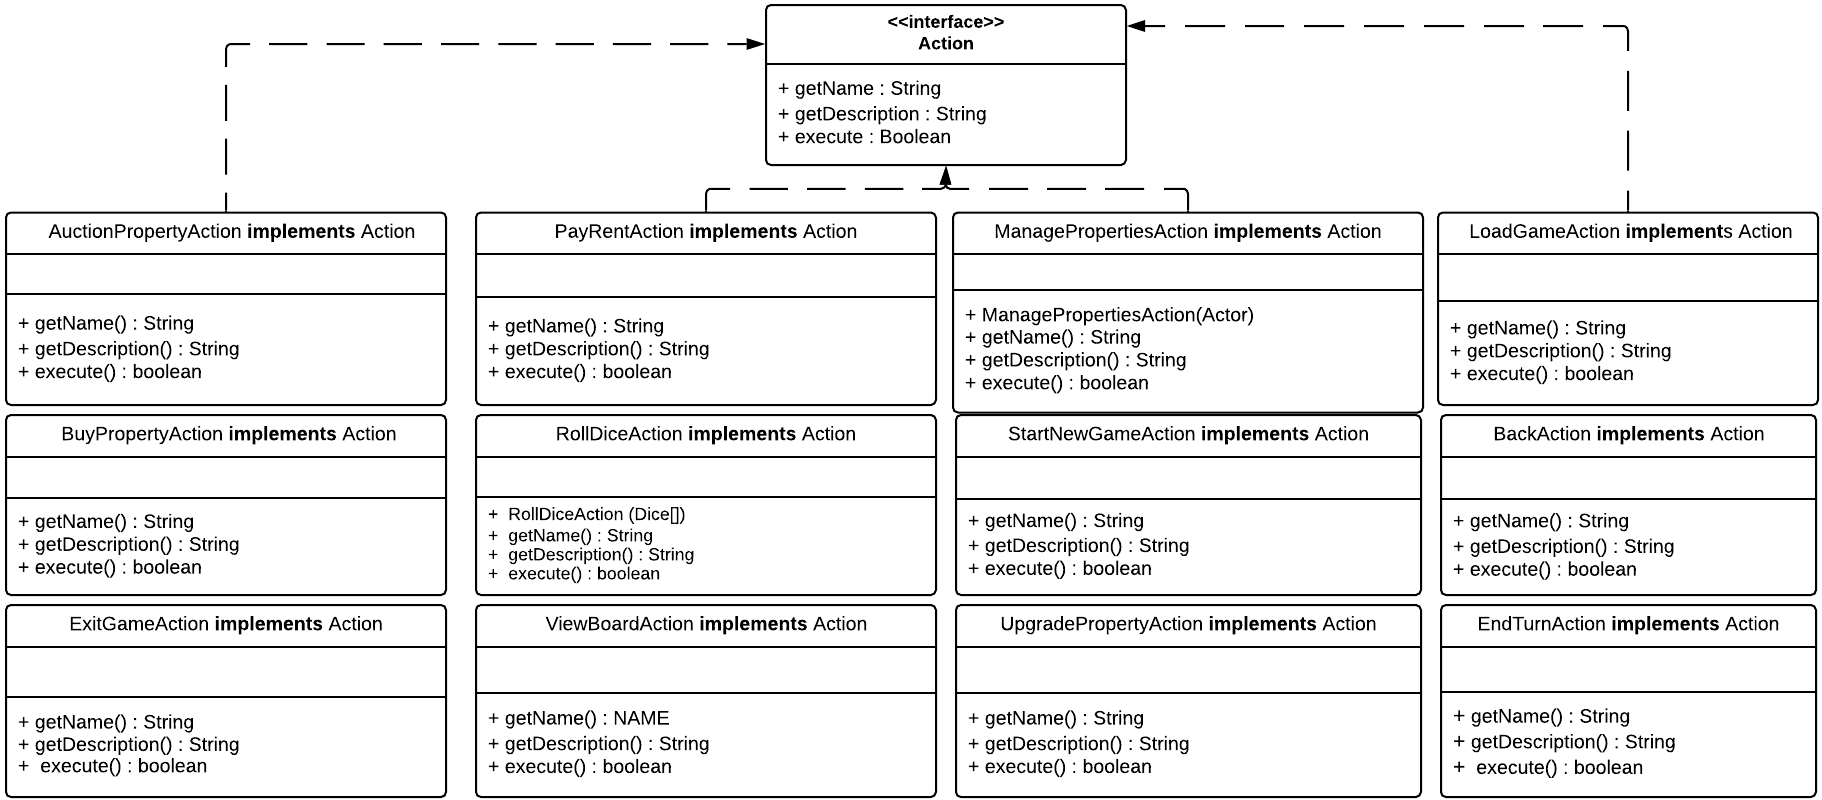 <<interface>>
Action
+ getName : String
+ getDescription : String
+ execute : Boolean
AuctionPropertyAction implements Action
+ getName() : String
+ getDescription() : String
+ execute() : boolean
PayRentAction implements Action
+ getName() : String
+ getDescription() : String
+ execute() : boolean
ManagePropertiesAction implements Action
+ ManagePropertiesAction(Actor)
+ getName() : String
+ getDescription() : String
+ execute() : boolean
LoadGameAction implements Action
+ getName() : String
+ getDescription() : String
+ execute() : boolean
BuyPropertyAction implements Action
+ getName() : String
+ getDescription() : String
+ execute() : boolean
RollDiceAction implements Action
+ RollDiceAction (Dice[])
+ getName() : String
+ getDescription() : String
+ execute() : boolean
StartNewGameAction implements Action
+ getName() : String
+ getDescription() : String
+ execute() : boolean
BackAction implements Action
+ getName() : String
+ getDescription() : String
+ execute() : boolean
ExitGameAction implements Action
+ getName() : String
+ getDescription() : String
+ execute() : boolean
ViewBoardAction implements Action
+ getName() : NAME
+ getDescription() : String
+ execute() : boolean
UpgradePropertyAction implements Action
+ getName() : String
+ getDescription() : String
+ execute() : boolean
EndTurnAction implements Action
+ getName() : String
+ getDescription() : String
+ execute() : boolean